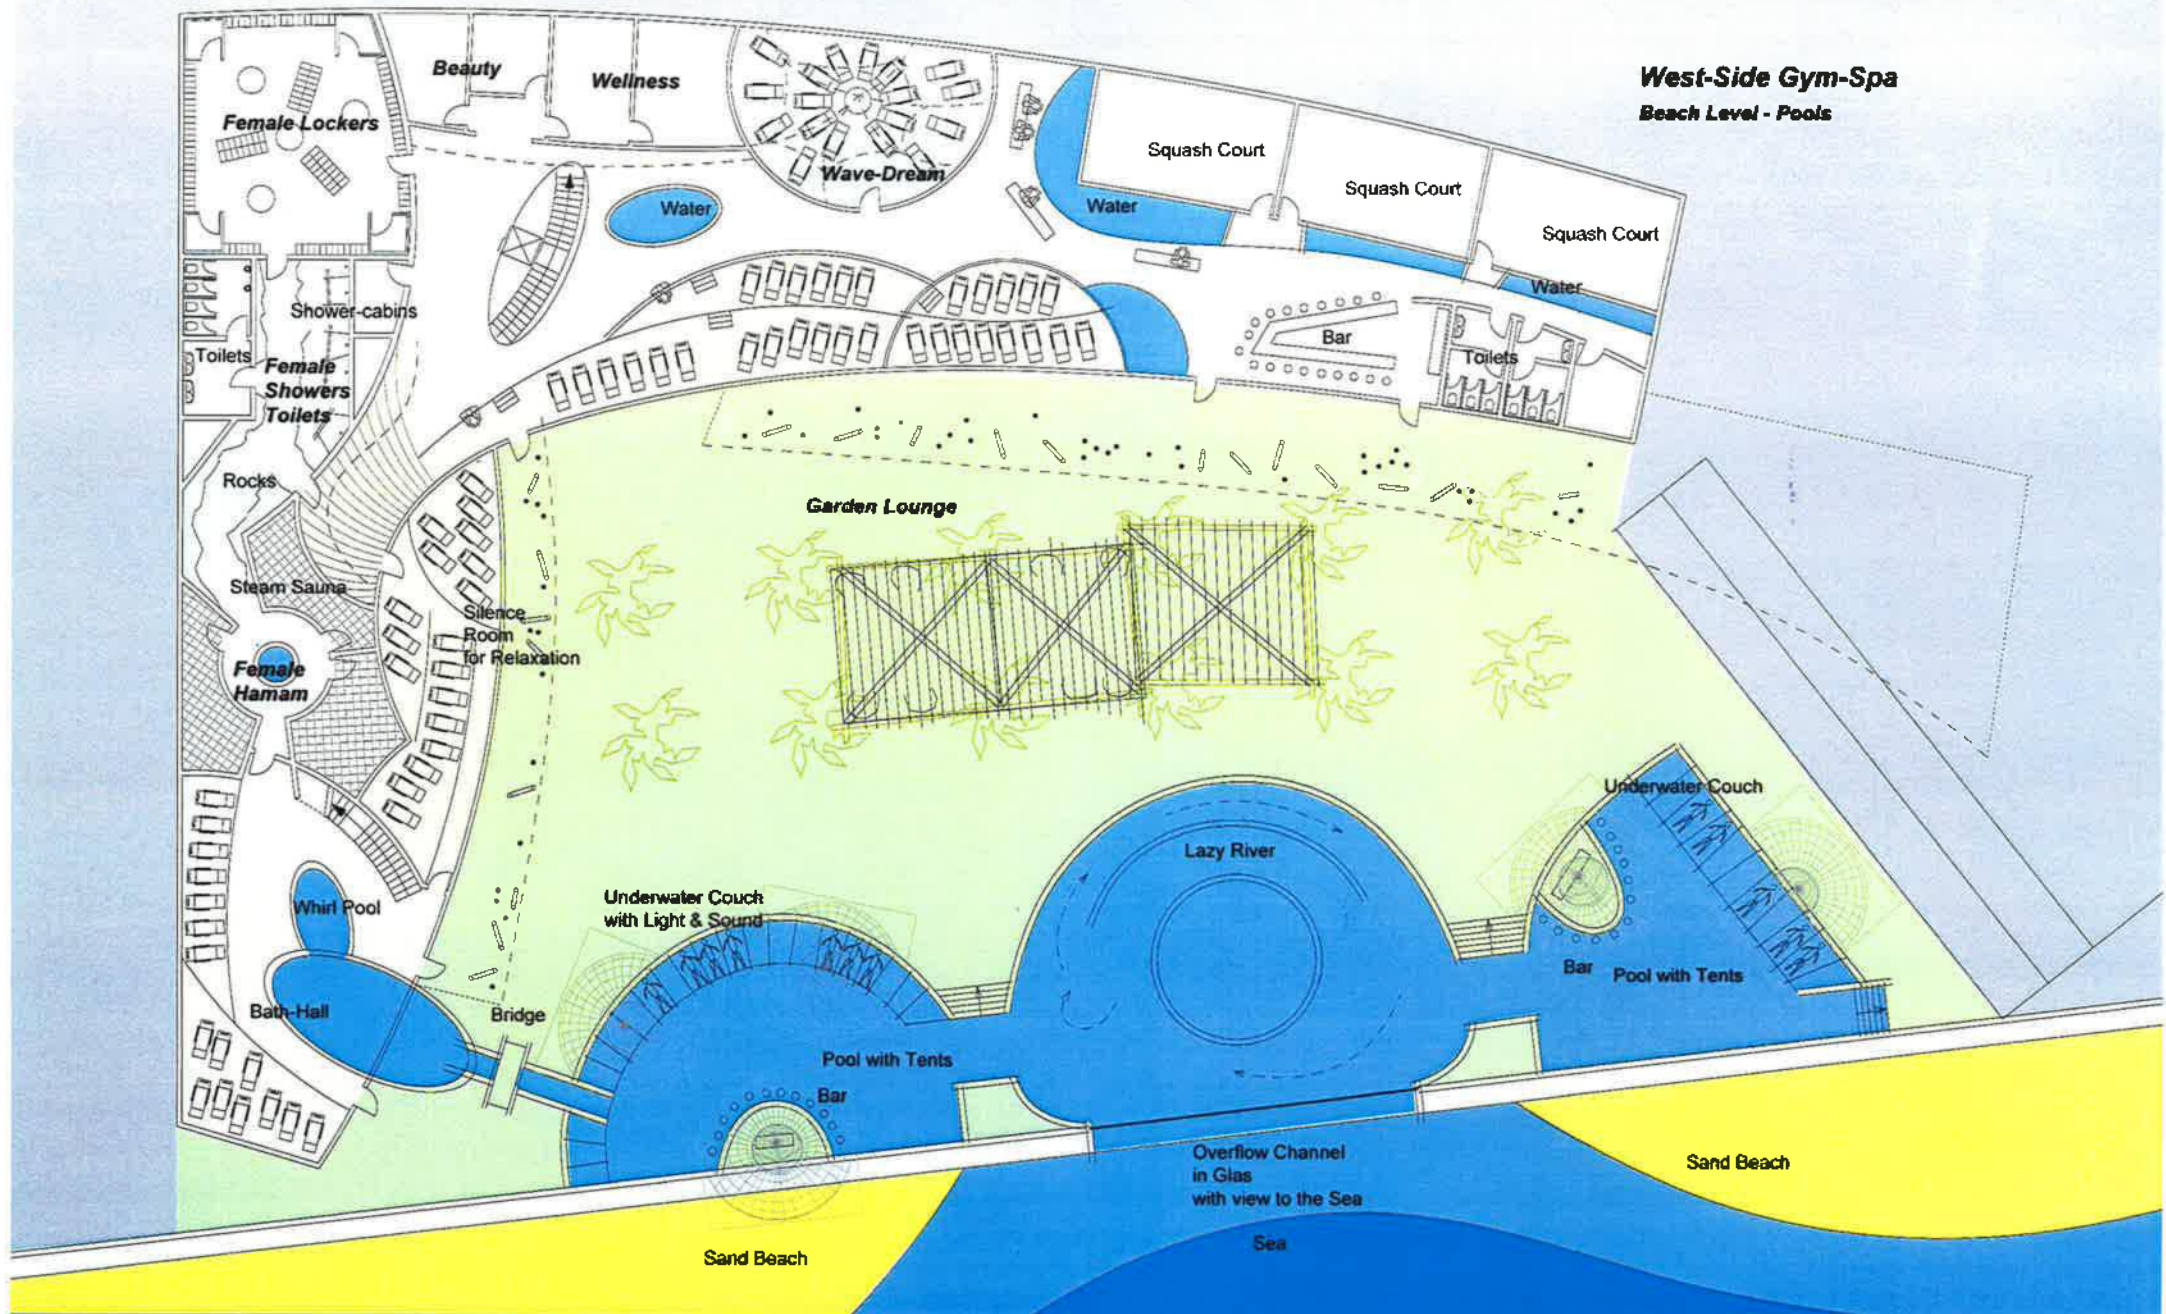 West-Side Gym-Spa
Beach Level - Pools
Beauty
Wellness
Female Lockers
Wave-Dream
Squash Court
Squash Court
Squash Court
Water
Water
Water
Shower-cabins
Bar
Toilets
Toilets
Female
Showers
Toilets
Rocks
Garden Lounge
Steam Sauna
Silence
Room
for Relaxation
Female
Hamam
Underwater Couch
Lazy River
Underwater Couch
with Light & Sound
Whirl Pool
Bar
Pool with Tents
Bath-Hall
Bridge
Pool with Tents
Bar
Overflow Channel
in Glas
with view to the Sea
Sand Beach
Sea
Sand Beach